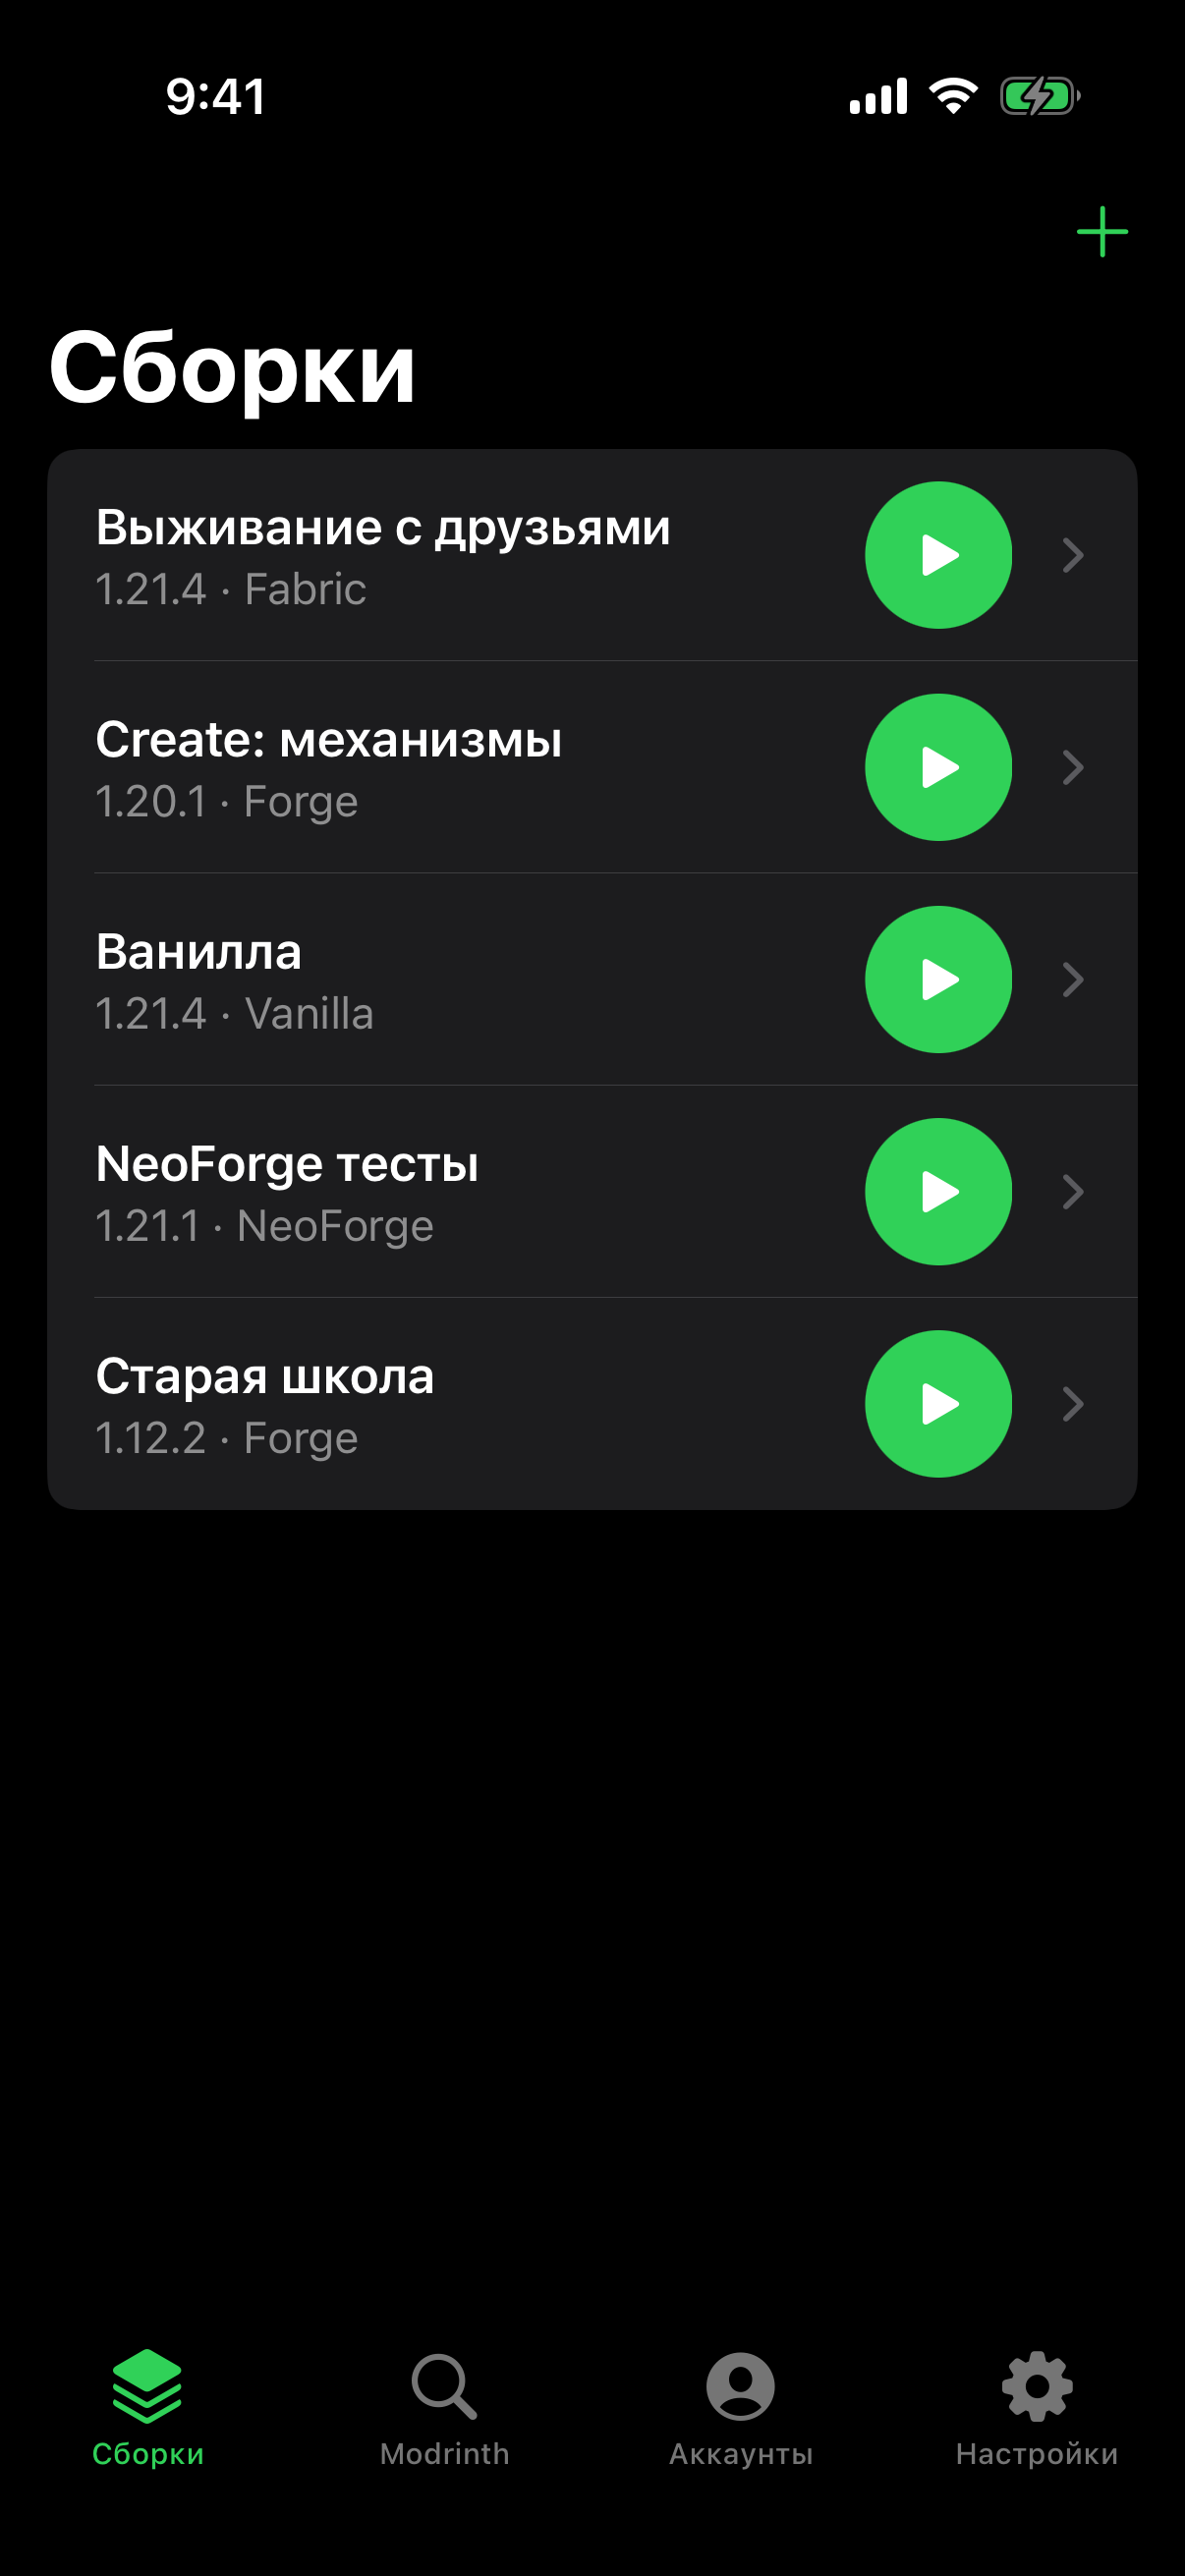 9:41
Сборки
Выживание с друзьями
1.21.4 · Fabric
Create: механизмы
1.20.1 · Forge
Ванилла
1.21.4 · Vanilla
NeoForge тесты
1.21.1 · NeoForge
Старая школа
1.12.2 · Forge
Сборки
Modrinth
Аккаунты
Настройки